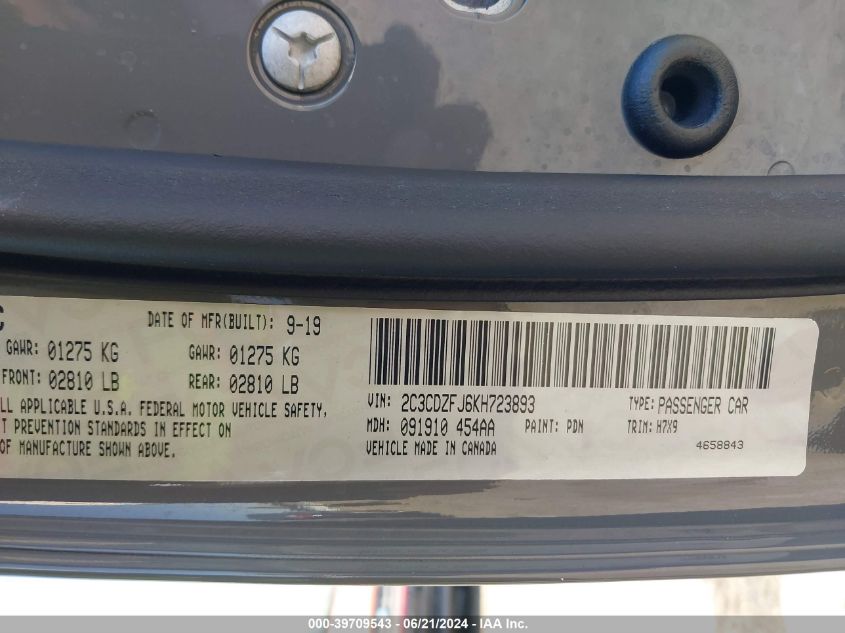 DATE OF MFR(BUILT): 9-19
GAWR: 01275 KG GAWR: 01275 KG
FRONT: 02810 LB REAR: 02810 LB
ALL APPLICABLE U.S.A. FEDERAL MOTOR VEHICLE SAFETY,
PREVENTION STANDARDS IN EFFECT ON
OF MANUFACTURE SHOWN ABOVE.
VIN: 2C3CDZFJ6KH723893 TYPE: PASSENGER CAR
MDH: 091910 454AA PAINT: PDN TRIM: H7X9
VEHICLE MADE IN CANADA 4658843
000-39709543 - 06/21/2024 - IAA Inc.